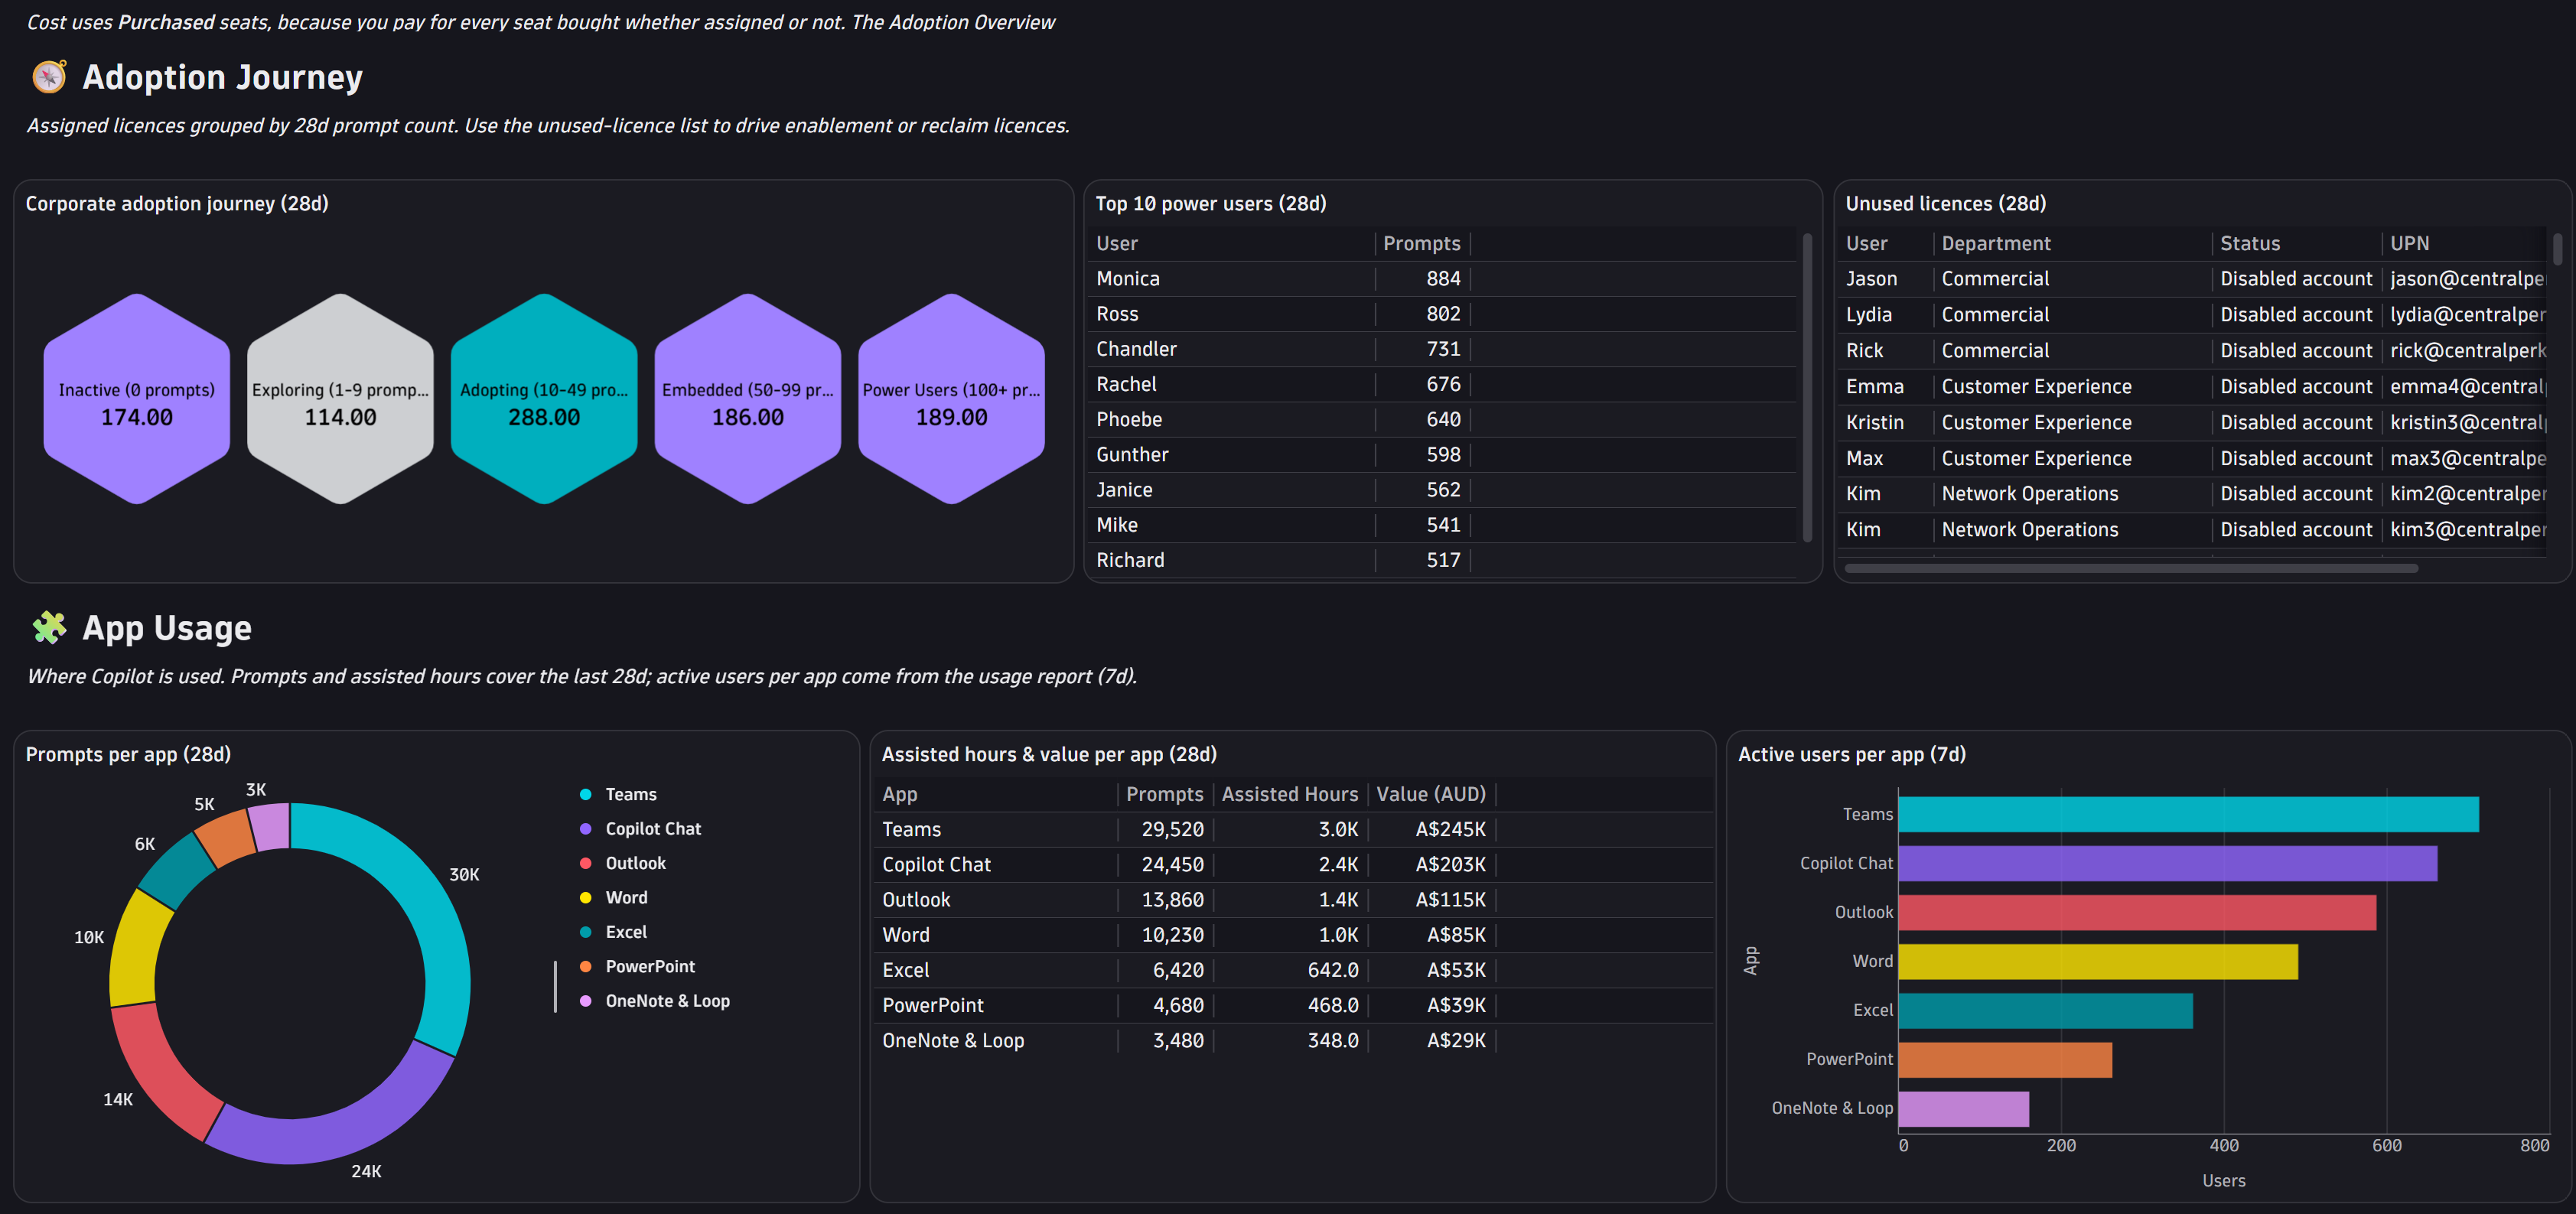 Cost uses Purchased seats, because you pay for every seat bought whether assigned or not. The Adoption Overview
Adoption Journey
Assigned licences grouped by 28d prompt count. Use the unused-licence list to drive enablement or reclaim licences.
Corporate adoption journey (28d)
Inactive (0 prompts)
174.00
Exploring (1-9 promp...
114.00
Adopting (10-49 pro...
288.00
Embedded (50-99 pr...
186.00
Power Users (100+ pr...
189.00
Top 10 power users (28d)
User Prompts
Monica 884
Ross 802
Chandler 731
Rachel 676
Phoebe 640
Gunther 598
Janice 562
Mike 541
Richard 517
Unused licences (28d)
User Department Status UPN
Jason Commercial Disabled account jason@centralpe
Lydia Commercial Disabled account lydia@centralper
Rick Commercial Disabled account rick@centralperk
Emma Customer Experience Disabled account emma4@central
Kristin Customer Experience Disabled account kristin3@central
Max Customer Experience Disabled account max3@centralpe
Kim Network Operations Disabled account kim2@centralper
Kim Network Operations Disabled account kim3@centralper
App Usage
Where Copilot is used. Prompts and assisted hours cover the last 28d; active users per app come from the usage report (7d).
Prompts per app (28d)
3K
5K
6K
10K
14K
24K
30K
Teams
Copilot Chat
Outlook
Word
Excel
PowerPoint
OneNote & Loop
Assisted hours & value per app (28d)
App Prompts Assisted Hours Value (AUD)
Teams 29,520 3.0K A$245K
Copilot Chat 24,450 2.4K A$203K
Outlook 13,860 1.4K A$115K
Word 10,230 1.0K A$85K
Excel 6,420 642.0 A$53K
PowerPoint 4,680 468.0 A$39K
OneNote & Loop 3,480 348.0 A$29K
Active users per app (7d)
App
Teams
Copilot Chat
Outlook
Word
Excel
PowerPoint
OneNote & Loop
0 200 400 600 800
Users